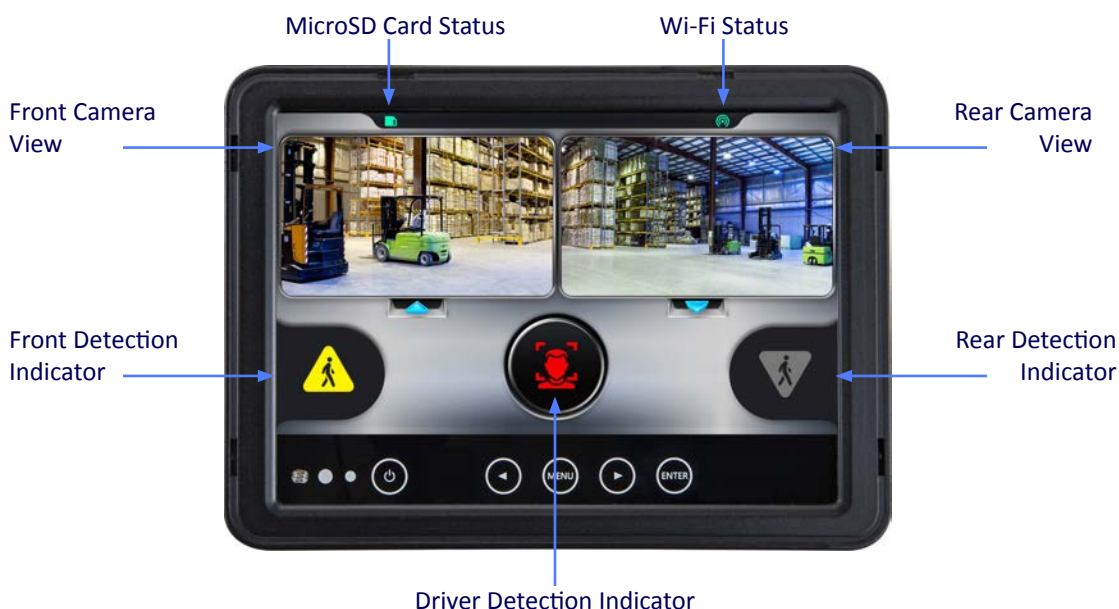 MicroSD Card Status
Wi-Fi Status
Front Camera
View
Rear Camera
View
Front Detection
Indicator
Rear Detection
Indicator
MENU
ENTER
Driver Detection Indicator